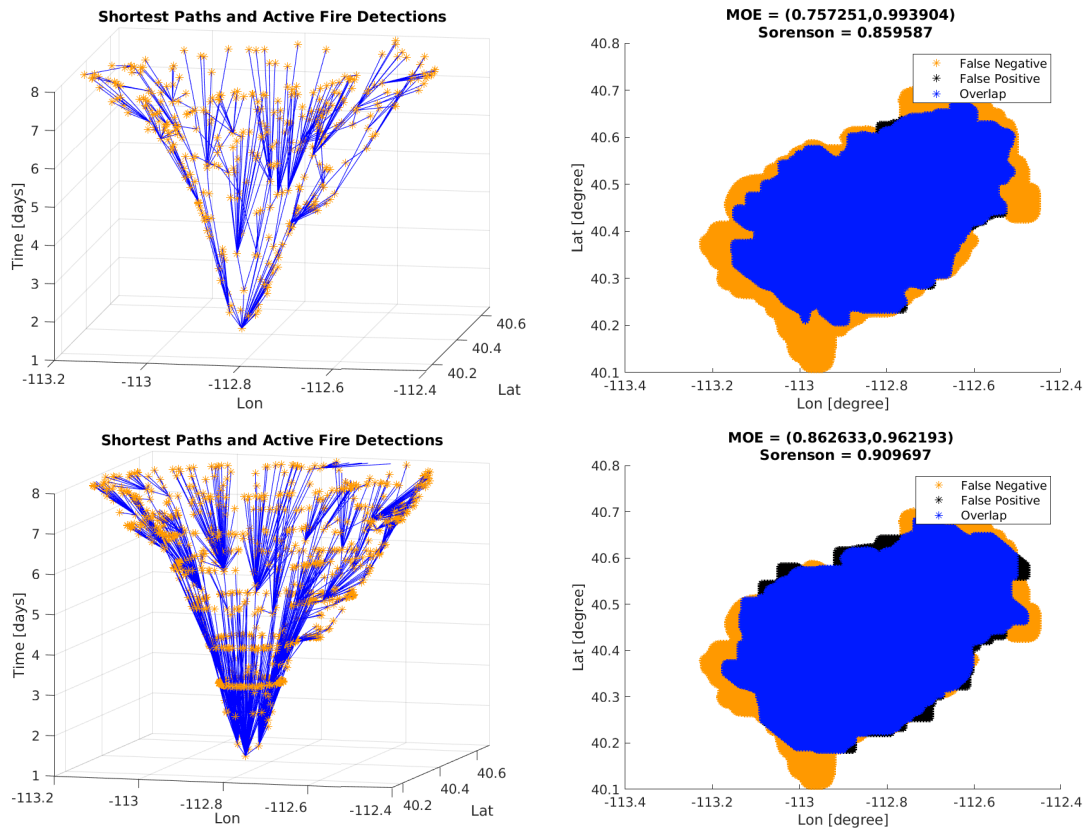 Shortest Paths and Active Fire Detections
8
7
6
5
4
3
2
1
Time [days]
-113.2
-113
-112.8
-112.6
-112.4
Lon
40.2
40.4
40.6
Lat
MOE = (0.757251,0.993904)
Sorenson = 0.859587
40.8
40.7
40.6
40.5
40.4
40.3
40.2
40.1
Lat [degree]
False Negative
False Positive
Overlap
-113.4
-113.2
-113
-112.8
-112.6
-112.4
Lon [degree]
Shortest Paths and Active Fire Detections
8
7
6
5
4
3
2
1
Time [days]
-113.2
-113
-112.8
-112.6
-112.4
Lon
40.2
40.4
40.6
Lat
MOE = (0.862633,0.962193)
Sorenson = 0.909697
40.8
40.7
40.6
40.5
40.4
40.3
40.2
40.1
Lat [degree]
False Negative
False Positive
Overlap
-113.4
-113.2
-113
-112.8
-112.6
-112.4
Lon [degree]